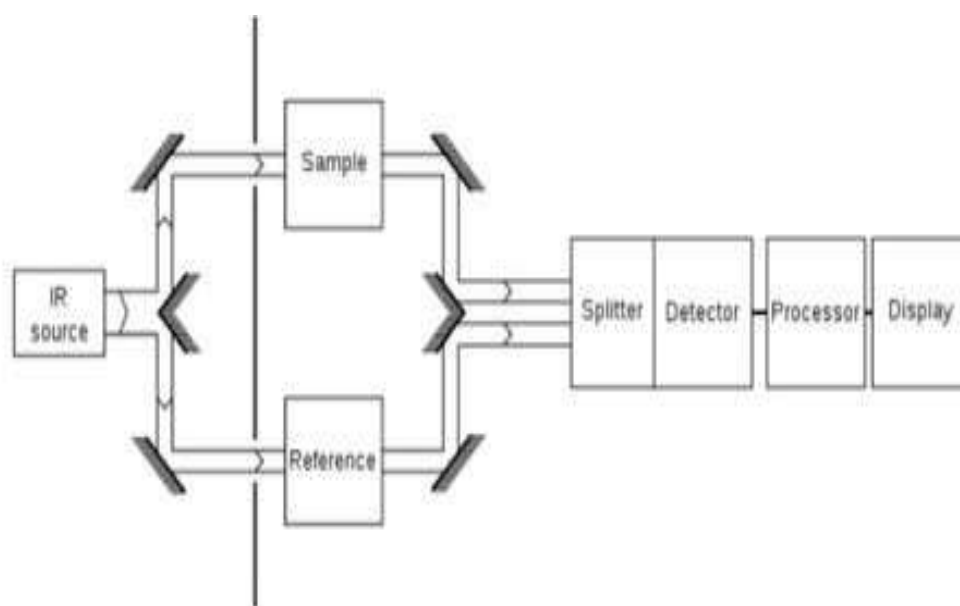 Sample
IR
source
Splitter
Detector
Processor
Display
Reference